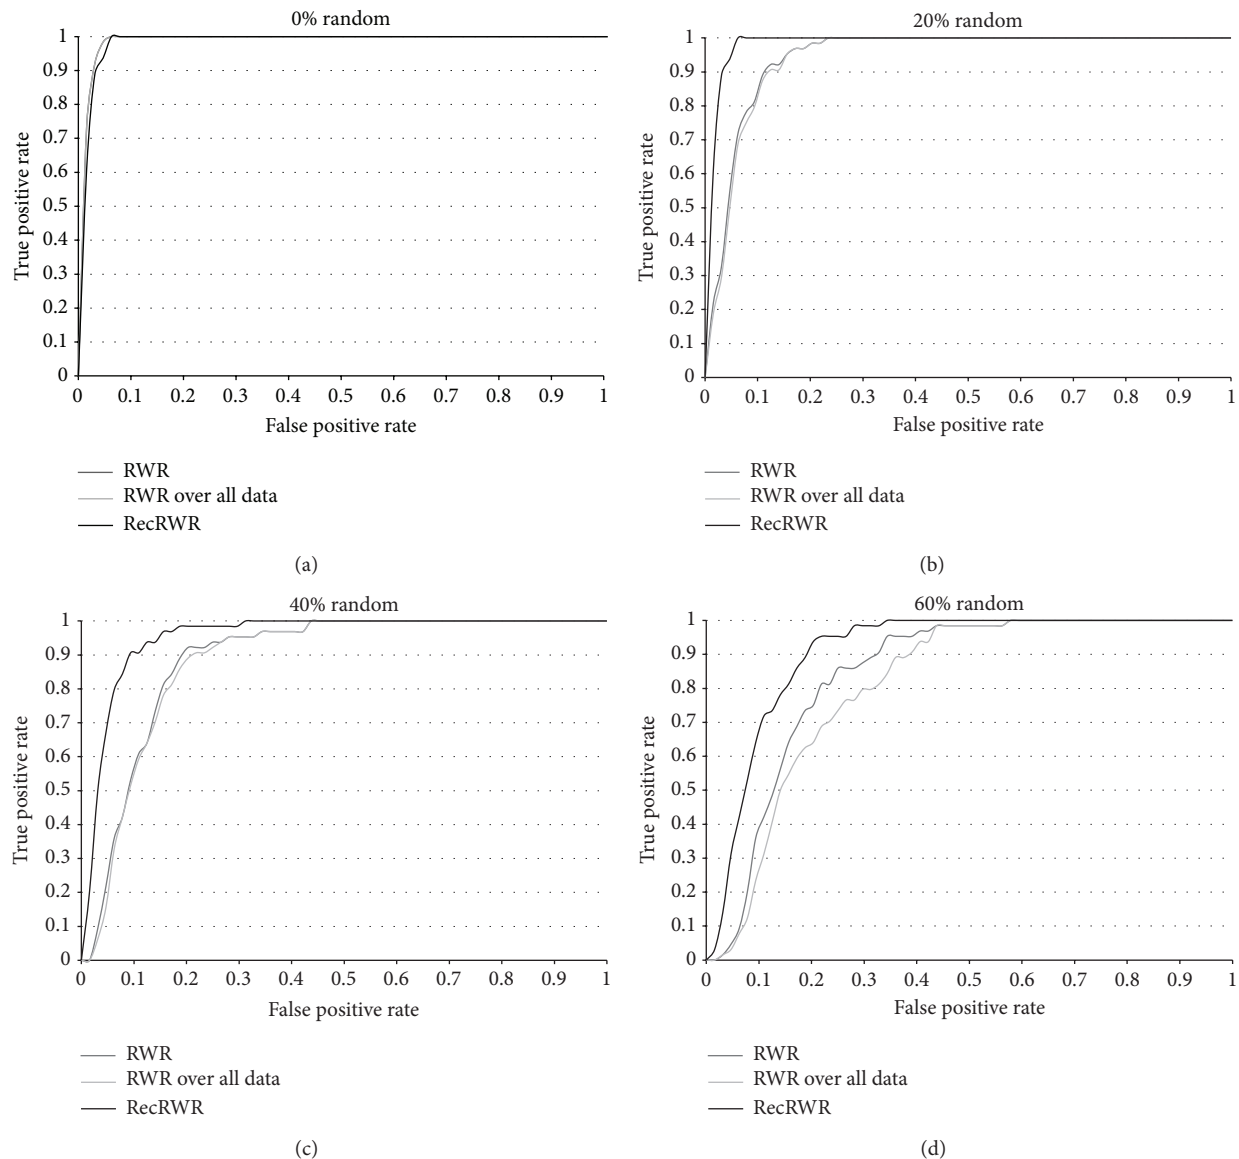 0% random
1
0.9
0.8
0.7
0.6
0.5
0.4
0.3
0.2
0.1
0
True positive rate
0 0.1 0.2 0.3 0.4 0.5 0.6 0.7 0.8 0.9 1
False positive rate
RWR
RWR over all data
RecRWR
(a)
20% random
1
0.9
0.8
0.7
0.6
0.5
0.4
0.3
0.2
0.1
0
True positive rate
0 0.1 0.2 0.3 0.4 0.5 0.6 0.7 0.8 0.9 1
False positive rate
RWR
RWR over all data
RecRWR
(b)
40% random
1
0.9
0.8
0.7
0.6
0.5
0.4
0.3
0.2
0.1
0
True positive rate
0 0.1 0.2 0.3 0.4 0.5 0.6 0.7 0.8 0.9 1
False positive rate
RWR
RWR over all data
RecRWR
(c)
60% random
1
0.9
0.8
0.7
0.6
0.5
0.4
0.3
0.2
0.1
0
True positive rate
0 0.1 0.2 0.3 0.4 0.5 0.6 0.7 0.8 0.9 1
False positive rate
RWR
RWR over all data
RecRWR
(d)